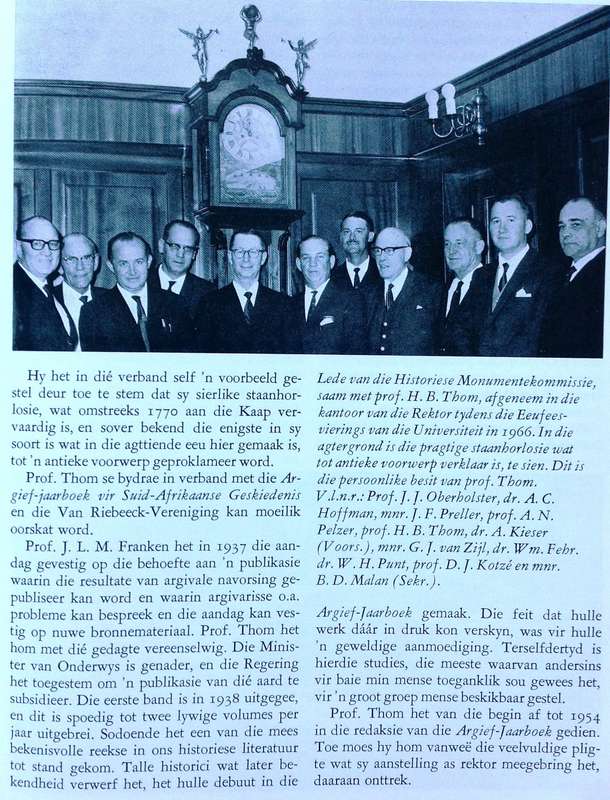 Hy het in dié verband self 'n voorbeeld ge-
stel deur toe te stem dat sy sierlike staanhor-
losie, wat omstreeks 1770 aan die Kaap ver-
vaardig is, en sover bekend die enigste in sy
soort is wat in die agttiende eeu hier gemaak is,
tot 'n antieke voorwerp geproklameer word.
Prof. Thom se bydrae in verband met die Ar-
gief-jaarboek vir Suid-Afrikaanse Geskiedenis
en die Van Riebeeck-Vereniging kan moeilik
oorskat word.
Prof. J. L. M. Franken het in 1937 die aan-
dag gevestig op die behoefte aan 'n publikasie
waarin die resultate van argivale navorsing ge-
publiseer kan word en waarin argivarisse o.a.
probleme kan bespreek en die aandag kan ves-
tig op nuwe bronnemateriaal. Prof. Thom het
hom met dié gedagte vereenselwig. Die Minis-
ter van Onderwys is genader, en die Regering
het toegestem om 'n publikasie van dié aard te
subsidieer. Die eerste band is in 1938 uitgegee,
en dit is spoedig tot twee lywige volumes per
jaar uitgebrei. Sodoende het een van die mees
bekenisvolle reekse in ons historiese literatuur
tot stand gekom. Talle historici wat later be-
kendheid verwerf het, het hulle debuut in die
Lede van die Historiese Monumentekommissie,
saam met prof. H. B. Thom, afgeneem in die
kantoor van die Rektor tydens die Eeufees-
vierings van die Universiteit in 1966. In die
agtergrond is die pragtige staanhorlosie wat
tot antieke voorwerp verklaar is, te sien. Dit is
die persoonlike besit van prof. Thom.
V.l.n.r.: Prof. J. J. Oberholster, dr. A. C.
Hoffman, mnr. J. F. Preller, prof. A. N.
Pelzer, prof. H. B. Thom, dr. A. Kieser
(Voors.), mnr. G. J. van Zijl, dr. Wm. Fehr.
dr. W. H. Punt, prof. D. J. Kotzé en mnr.
B. D. Malan (Sekr.).
Argief-Jaarboek gemaak. Die feit dat hulle
werk dáár in druk kon verskyn, was vir hulle
'n geweldige aanmoediging. Terselfdertyd is
hierdie studies, die meeste waarvan andersins
vir baie min mense toeganklik sou gewees het,
vir 'n groot groep mense beskikbaar gestel.
Prof. Thom het van die begin af tot 1954
in die redaksie van die Argief-Jaarboek gedien.
Toe moes hy hom vanweë die veelvuldige plig-
te wat sy aanstelling as rektor meegebring het,
daaraan onttrek.